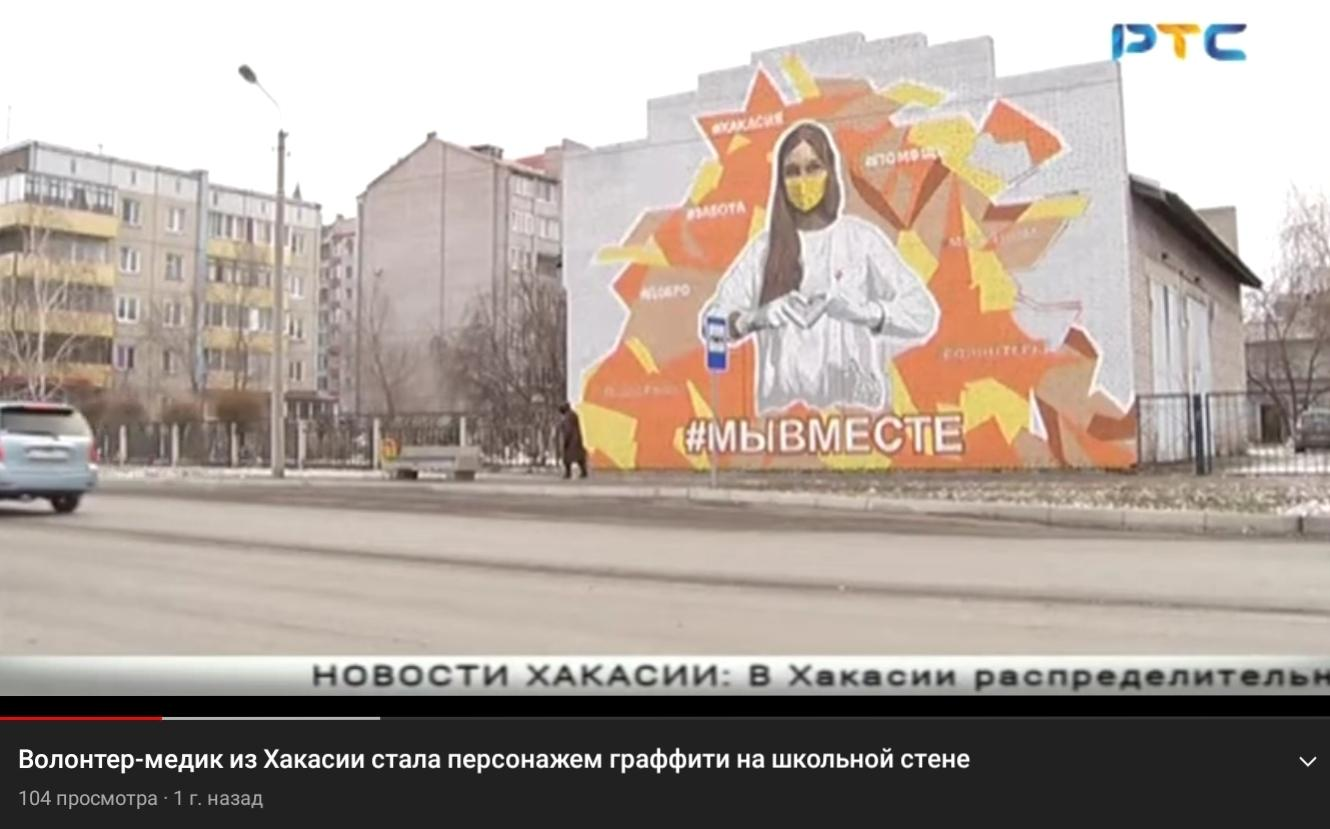 РТС
#ХАКАСИЯ
#ПОМОЩЬ
#ЗАБОТА
#ДОБРО
#МЫВМЕСТЕ
НОВОСТИ ХАКАСИИ: В Хакасии распределительн
Волонтер-медик из Хакасии стала персонажем граффити на школьной стене
104 просмотра · 1 г. назад